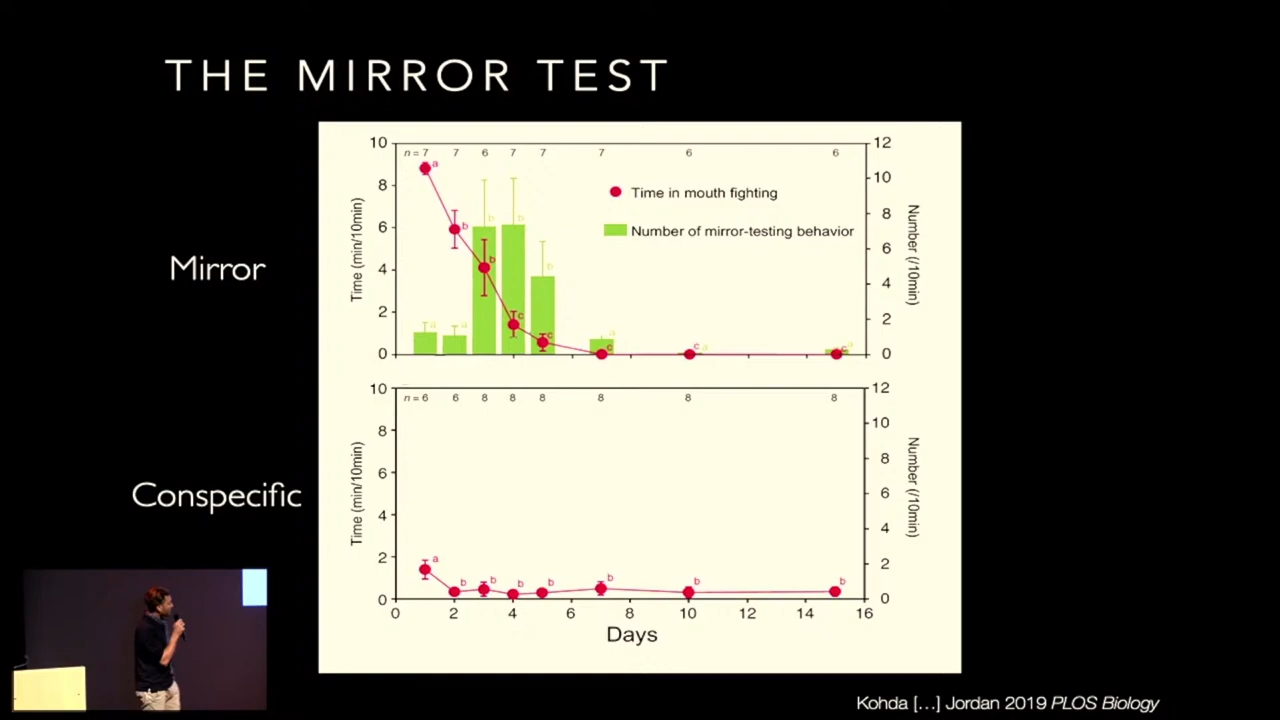 THE MIRROR TEST
Mirror
Conspecific
10
8
6
4
2
0
Time (min/10min)
n = 7 7 6 7 7 7 6 6
a b b c c c c c
a a b b b a a a
Time in mouth fighting
Number of mirror-testing behavior
12
10
8
6
4
2
0
Number (/10min)
10
8
6
4
2
0
Time (min/10min)
n = 6 6 8 8 8 8 8 8
a b b b b b b b
12
10
8
6
4
2
0
Number (/10min)
0 2 4 6 8 10 12 14 16
Days
Kohda [...] Jordan 2019 PLOS Biology